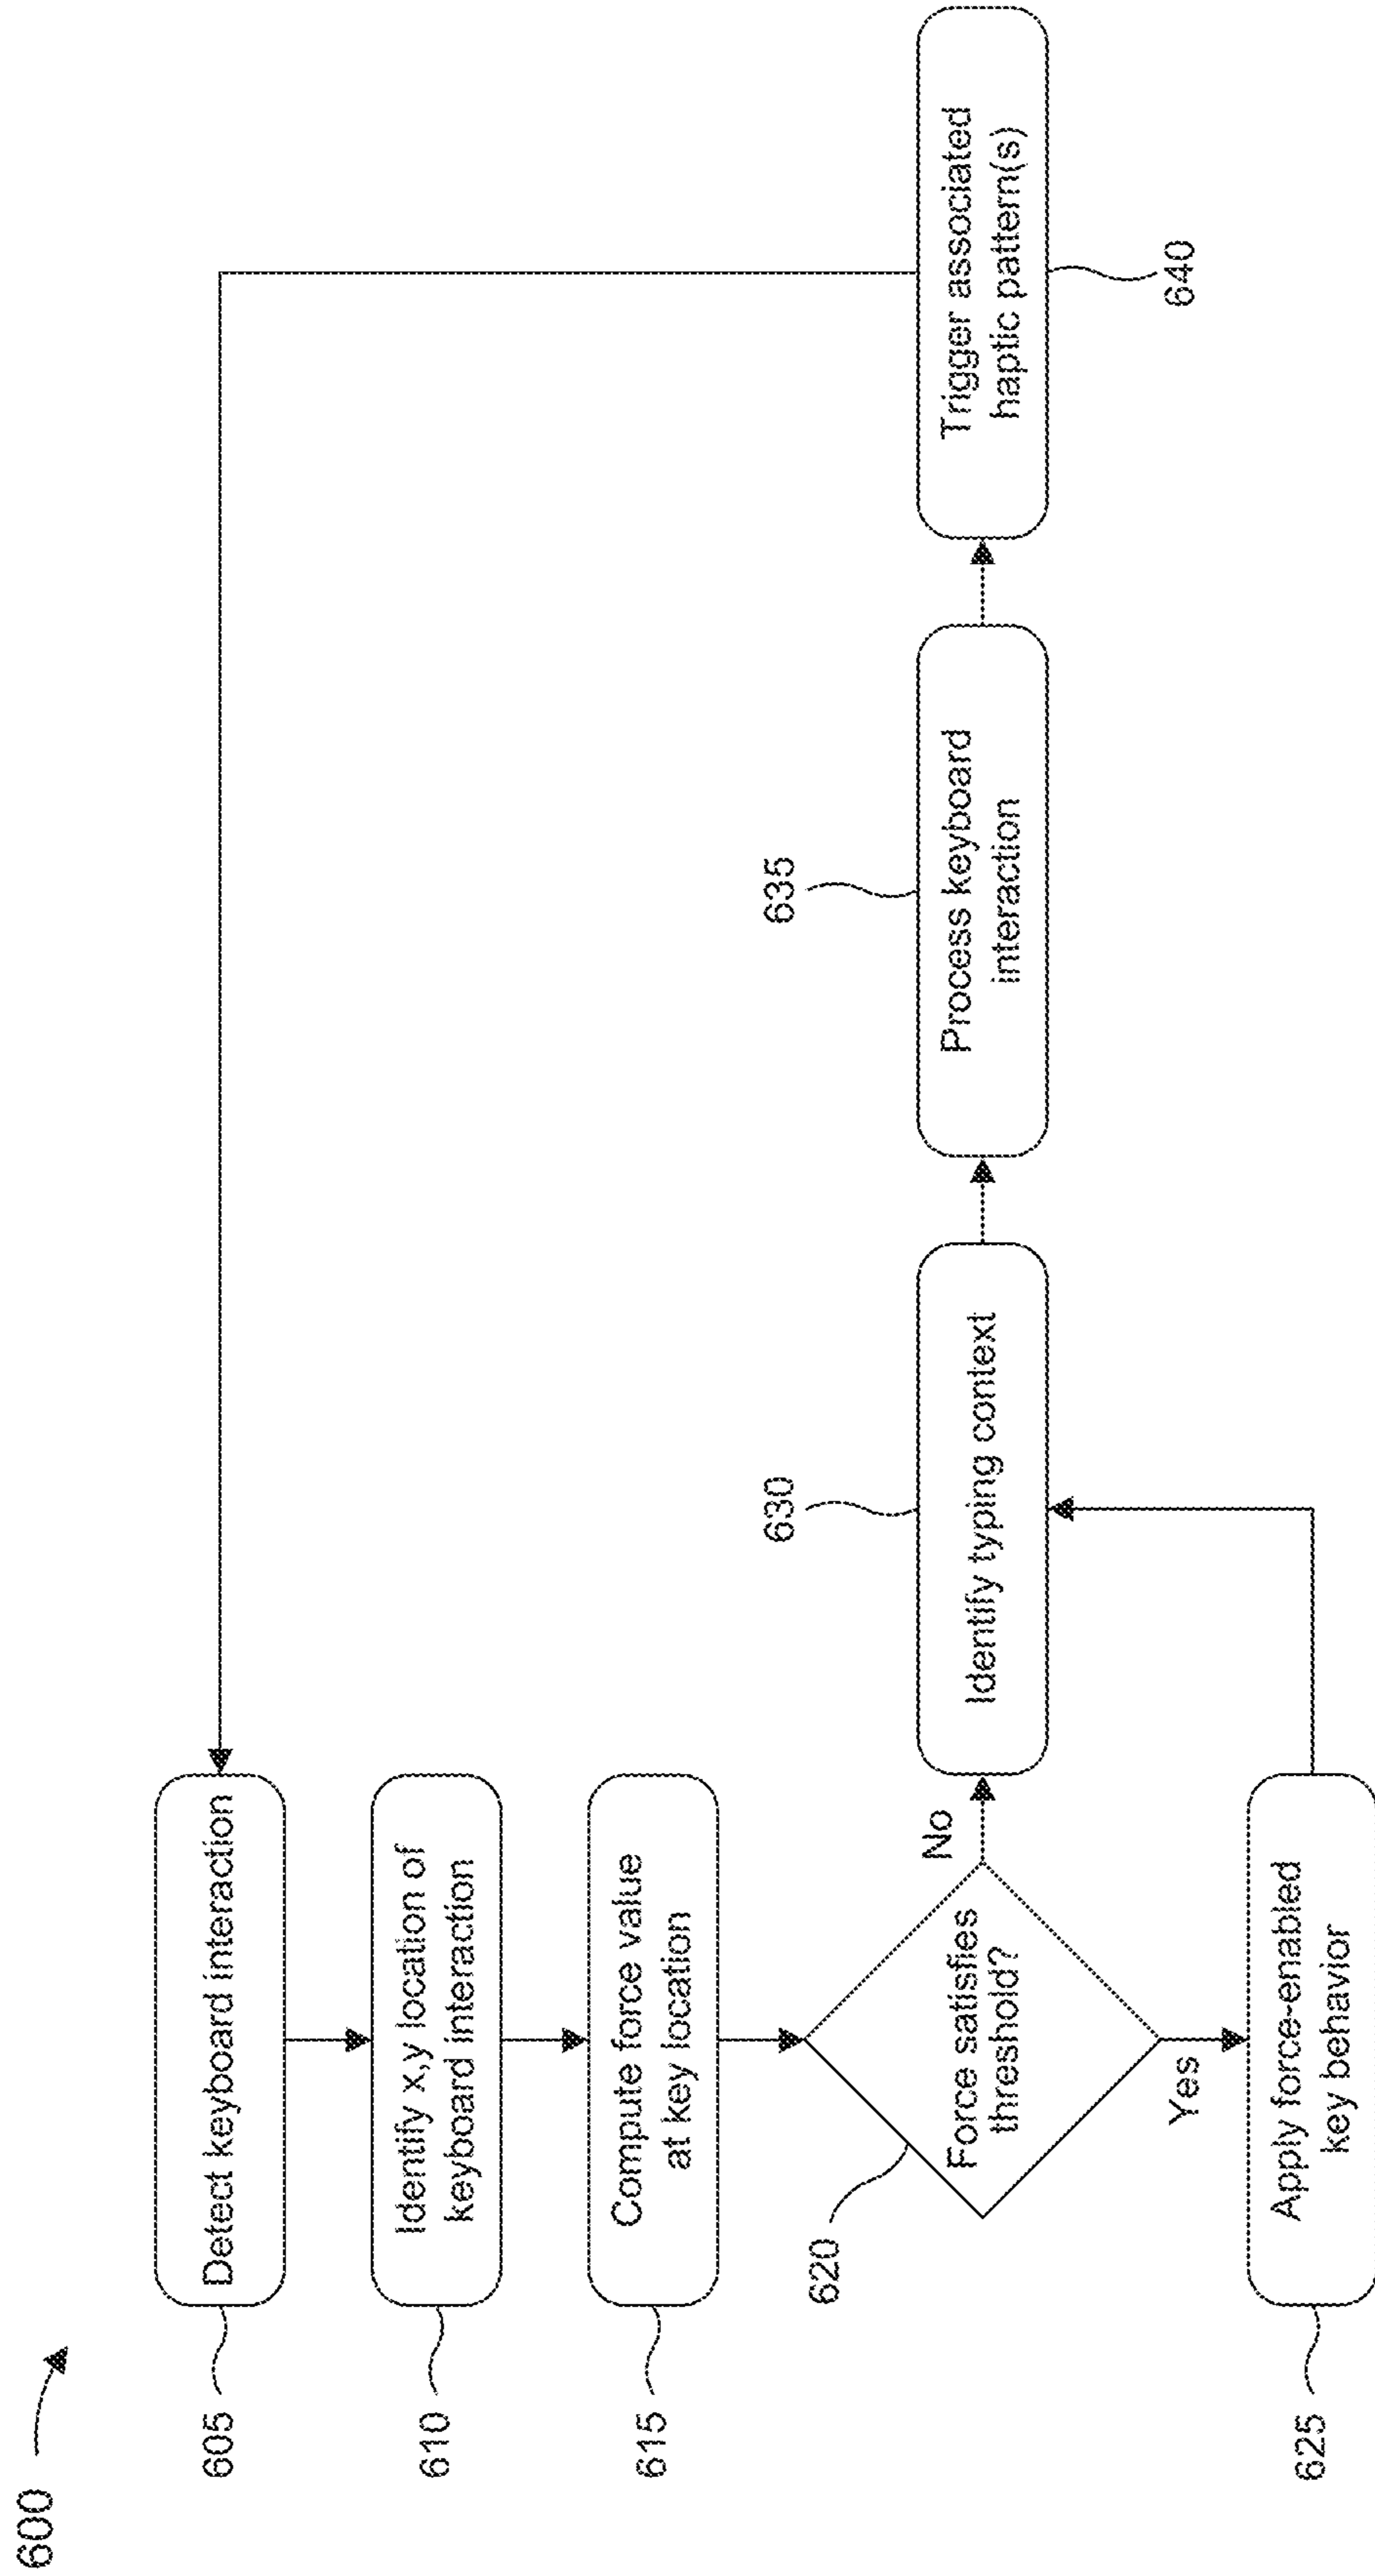 600
605
Detect keyboard interaction
610
Identify x,y location of
keyboard interaction
615
Compute force value
at key location
620
Force satisfies
threshold?
No
Yes
625
Apply force-enabled
key behavior
630
Identify typing context
635
Process keyboard
interaction
Trigger associated
haptic pattern(s)
640